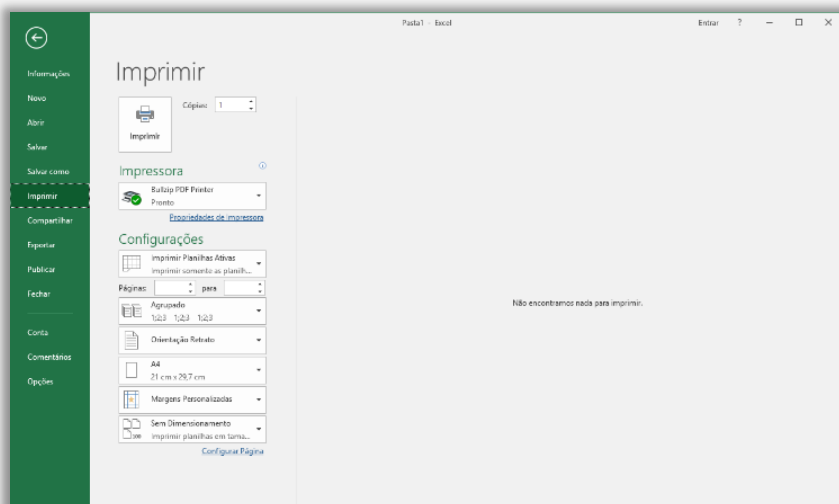 Pasta1 - Excel
Entrar ?
Informações
Novo
Abrir
Salvar
Salvar como
Imprimir
Compartilhar
Exportar
Publicar
Fechar
Conta
Comentários
Opções
Imprimir
Cópias: 1
Imprimir
Impressora
Bullzip PDF Printer
Pronto
Propriedades de Impressora
Configurações
Imprimir Planilhas Ativas
Imprimir somente as planilh...
Páginas: para
Agrupado
1;2;3 1;2;3 1;2;3
Orientação Retrato
A4
21 cm x 29,7 cm
Margens Personalizadas
Sem Dimensionamento
100 Imprimir planilhas em tama...
Configurar Página
Não encontramos nada para imprimir.